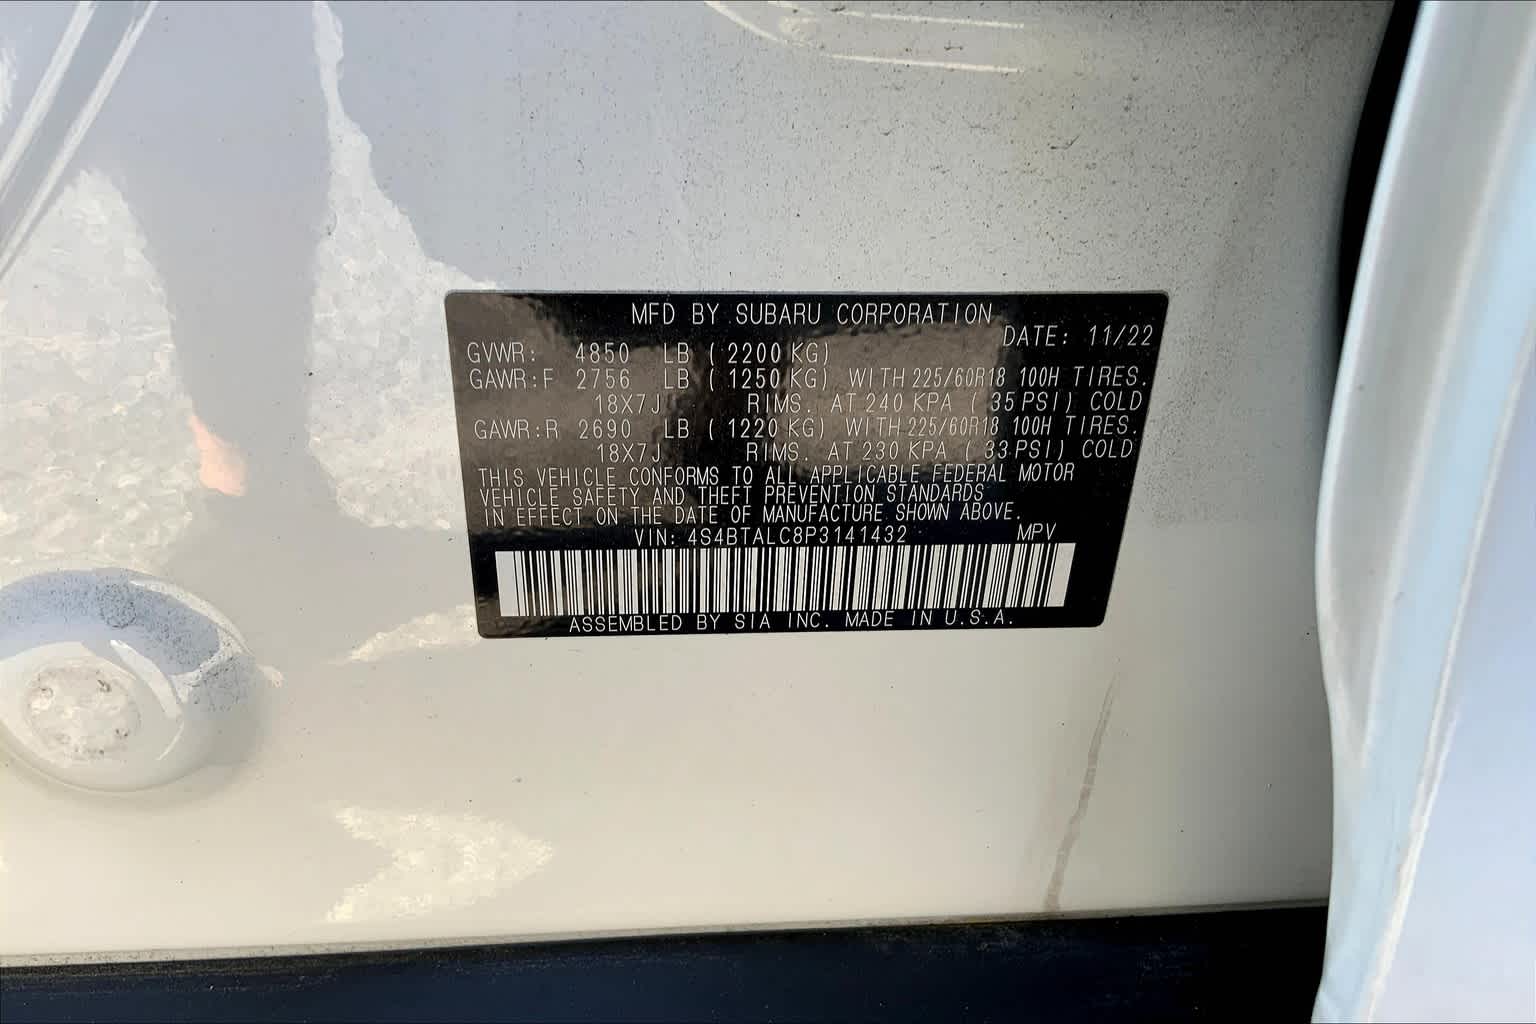 MFD BY SUBARU CORPORATION
DATE: 11/22
GVWR: 4850 LB ( 2200 KG)
GAWR:F 2756 LB ( 1250 KG) WITH 225/60R18 100H TIRES.
18X7J RIMS. AT 240 KPA ( 35 PSI) COLD
GAWR:R 2690 LB ( 1220 KG) WITH 225/60R18 100H TIRES.
18X7J RIMS. AT 230 KPA ( 33 PSI) COLD
THIS VEHICLE CONFORMS TO ALL APPLICABLE FEDERAL MOTOR
VEHICLE SAFETY AND THEFT PREVENTION STANDARDS
IN EFFECT ON THE DATE OF MANUFACTURE SHOWN ABOVE.
VIN: 4S4BTALC8P3141432 MPV
ASSEMBLED BY SIA INC. MADE IN U.S.A.